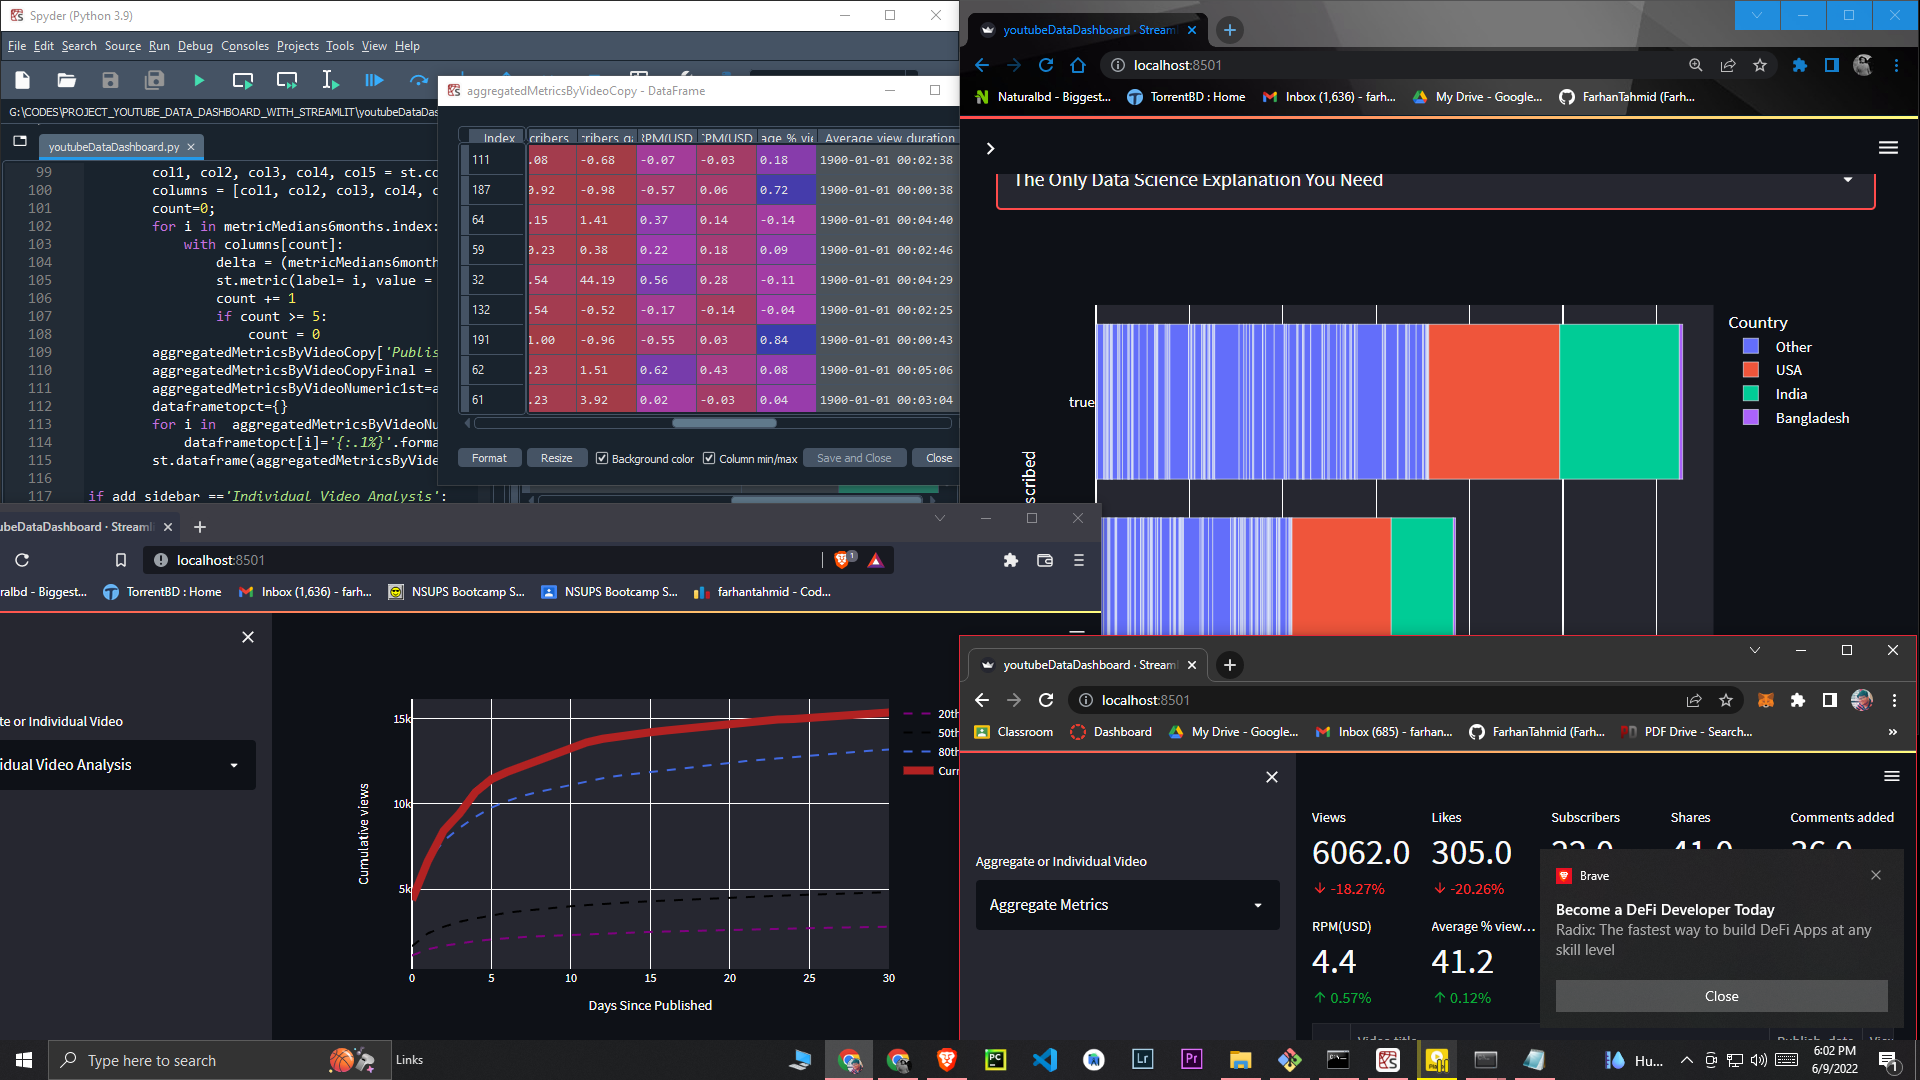 Spyder (Python 3.9)
File Edit Search Source Run Debug Consoles Projects Tools View Help
G:\CODES\PROJECT_YOUTUBE_DATA_DASHBOARD_WITH_STREAMLIT\youtubeDataDas
youtubeDataDashboard.py
99 col1, col2, col3, col4, col5 = st.co
100 columns = [col1, col2, col3, col4, c
101 count=0;
102 for i in metricMedians6months.index:
103 with columns[count]:
104 delta = (metricMedians6month
105 st.metric(label= i, value =
106 count += 1
107 if count >= 5:
108 count = 0
109 aggregatedMetricsByVideoCopy['Publis
110 aggregatedMetricsByVideoCopyFinal =
111 aggregatedMetricsByVideoNumeric1st=a
112 dataframetopct={}
113 for i in aggregatedMetricsByVideoNu
114 dataframetopct[i]='{:.1%}'.forma
115 st.dataframe(aggregatedMetricsByVide
116
117 if add_sidebar =='Individual Video Analysis':
aggregatedMetricsByVideoCopy - DataFrame
Index cribers cribers ga RPM(USD CPM(USD age % vi Average view duration
111 .08 -0.68 -0.07 -0.03 0.18 1900-01-01 00:02:38
187 0.92 -0.98 -0.57 0.06 0.72 1900-01-01 00:00:38
64 .15 1.41 0.37 0.14 -0.14 1900-01-01 00:04:40
59 0.23 0.38 0.22 0.18 0.09 1900-01-01 00:02:46
32 .54 44.19 0.56 0.28 -0.11 1900-01-01 00:04:29
132 .54 -0.52 -0.17 -0.14 -0.04 1900-01-01 00:02:25
191 1.00 -0.96 -0.55 0.03 0.84 1900-01-01 00:00:43
62 .23 1.51 0.62 0.43 0.08 1900-01-01 00:05:06
61 .23 3.92 0.02 -0.03 0.04 1900-01-01 00:03:04
Format Resize Background color Column min/max Save and Close Close
youtubeDataDashboard · Streaml
localhost:8501
Naturalbd - Biggest... TorrentBD : Home Inbox (1,636) - farh... My Drive - Google... FarhanTahmid (Farh...
The Only Data Science Explanation You Need
true
scribed
Country
Other
USA
India
Bangladesh
ubeDataDashboard · Streaml
localhost:8501
1
ralbd - Biggest... TorrentBD : Home Inbox (1,636) - farh... NSUPS Bootcamp S... NSUPS Bootcamp S... farhantahmid - Cod...
te or Individual Video
idual Video Analysis
Cumulative views
15k
10k
5k
0 5 10 15 20 25 30
Days Since Published
20th
50th
80th
Curr
youtubeDataDashboard · Streaml
localhost:8501
Classroom Dashboard My Drive - Google... Inbox (685) - farhan... FarhanTahmid (Farh... PDF Drive - Search... »
Aggregate or Individual Video
Aggregate Metrics
Views Likes Subscribers Shares Comments added
6062.0 305.0 41.0
-18.27% -20.26%
RPM(USD) Average % view...
4.4 41.2
0.57% 0.12%
Video title Publish date View
Brave
Become a DeFi Developer Today
Radix: The fastest way to build DeFi Apps at any
skill level
Close
Type here to search
Links
PC Lr Pr
Hu...
6:02 PM
6/9/2022
1